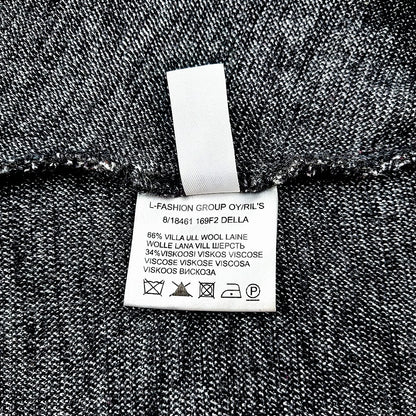 L-FASHION GROUP OY/RIL'S
8/18461 169F2 DELLA
66% VILLA ULL WOOL LAINE
WOLLE LANA VILL ШЕРСТЬ
34%VISKOOSI VISKOS VISCOSE
VISCOSE VISKOSE VISCOSA
VISKOOS ВИСКОЗА
P